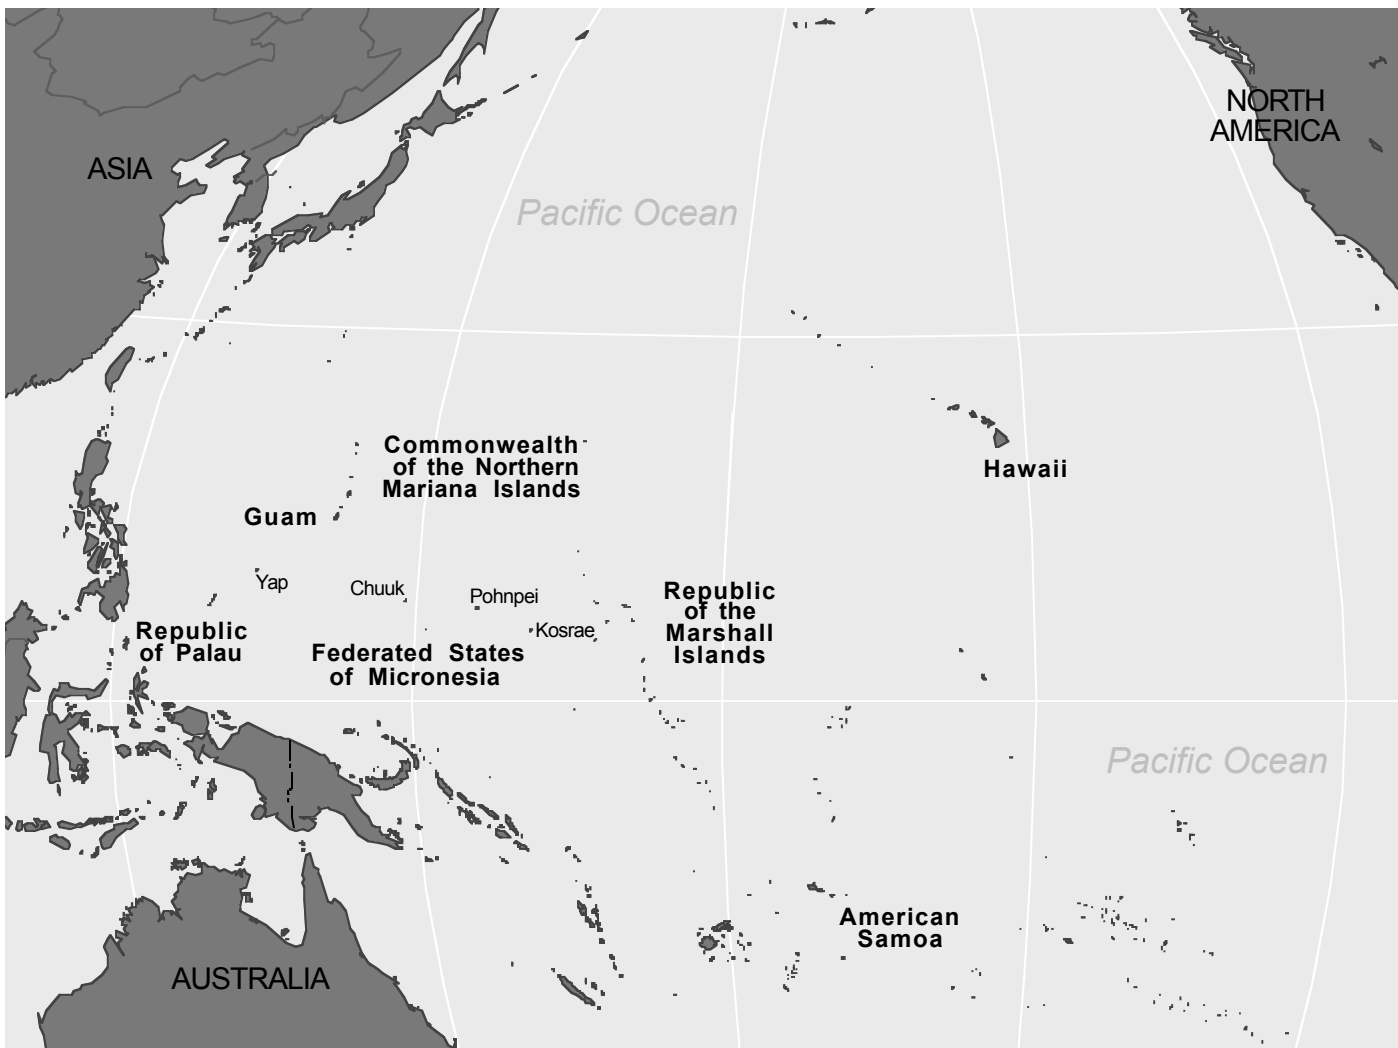 NORTH
AMERICA
ASIA
Pacific Ocean
Commonwealth
of the Northern
Mariana Islands
Hawaii
Guam
Yap
Chuuk
Pohnpei
Kosrae
Republic
of the
Marshall
Islands
Republic
of Palau
Federated States
of Micronesia
Pacific Ocean
American
Samoa
AUSTRALIA